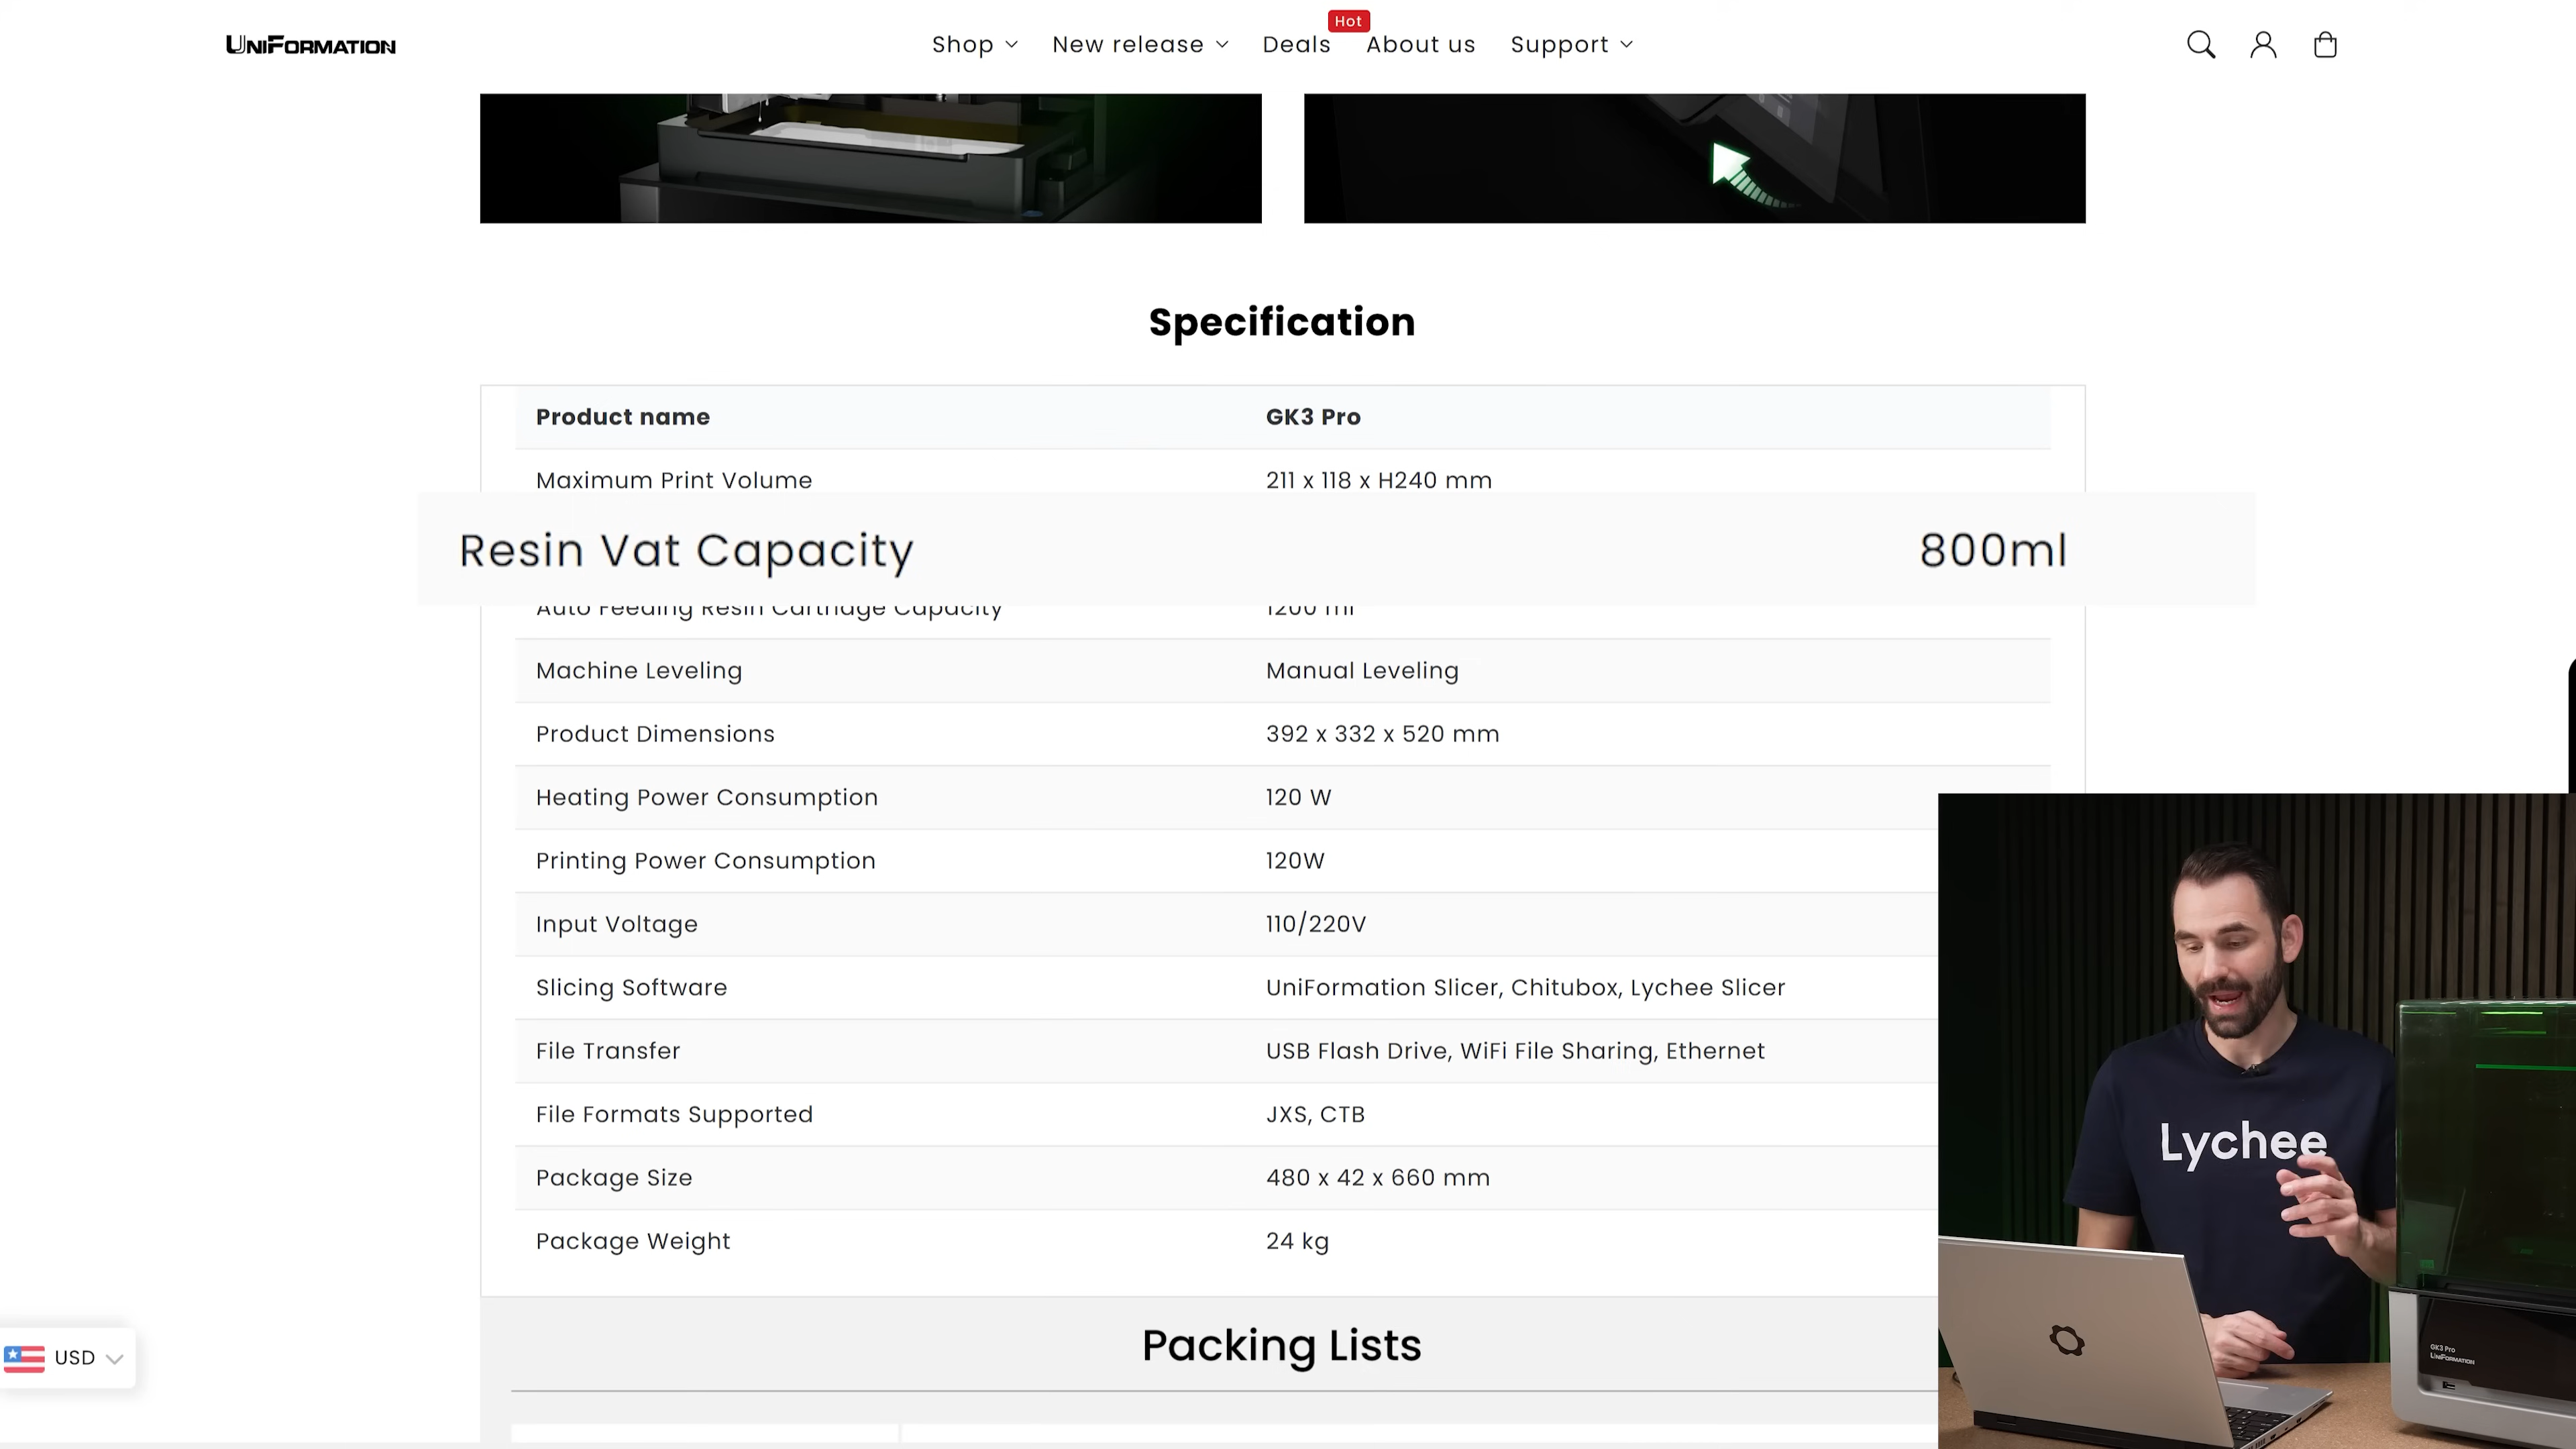 UNIFORMATION
Shop
New release
Deals
Hot
About us
Support
Specification
Product name GK3 Pro
Maximum Print Volume 211 x 118 x H240 mm
Resin Vat Capacity 800ml
Auto Feeding Resin Cartriage Capacity 1200 ml
Machine Leveling Manual Leveling
Product Dimensions 392 x 332 x 520 mm
Heating Power Consumption 120 W
Printing Power Consumption 120W
Input Voltage 110/220V
Slicing Software UniFormation Slicer, Chitubox, Lychee Slicer
File Transfer USB Flash Drive, WiFi File Sharing, Ethernet
File Formats Supported JXS, CTB
Package Size 480 x 42 x 660 mm
Package Weight 24 kg
Packing Lists
USD
Lychee
GK3 Pro
UNIFORMATION